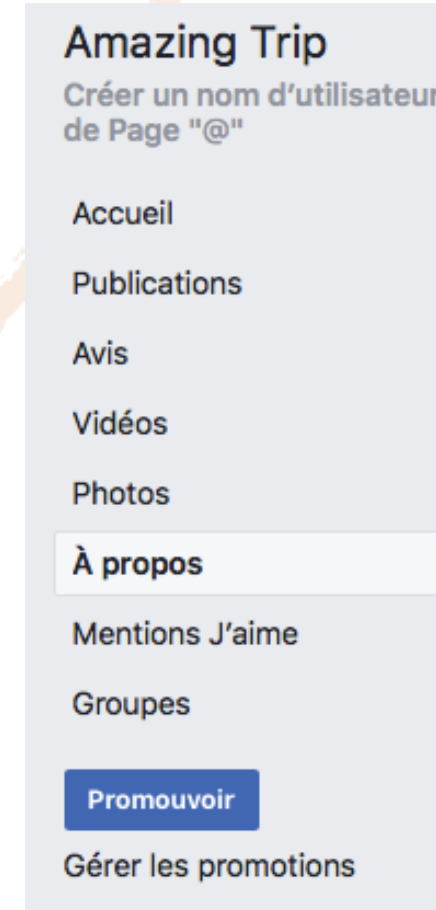 Amazing Trip
Créer un nom d’utilisateur
de Page "@"
Accueil
Publications
Avis
Vidéos
Photos
À propos
Mentions J’aime
Groupes
Promouvoir
Gérer les promotions